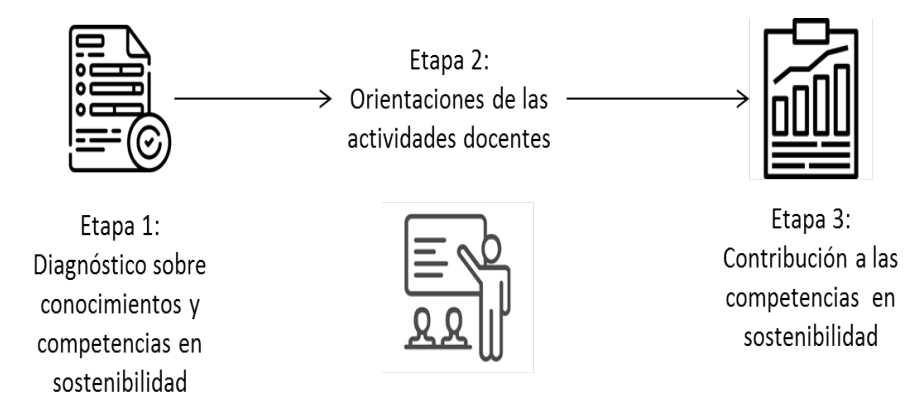 Etapa 1:
Diagnóstico sobre
conocimientos y
competencias en
sostenibilidad
Etapa 2:
Orientaciones de las
actividades docentes
Etapa 3:
Contribución a las
competencias en
sostenibilidad